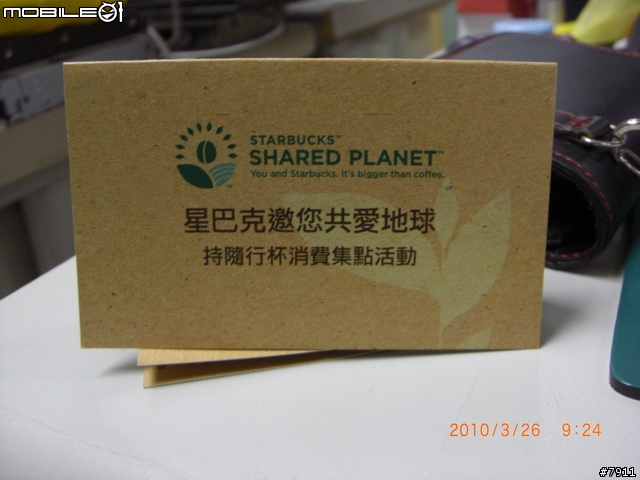 MOBILE01
STARBUCKS™
SHARED PLANET™
You and Starbucks. It's bigger than coffee.
星巴克邀您共愛地球
持隨行杯消費集點活動
2010/3/26 9:24
#7911